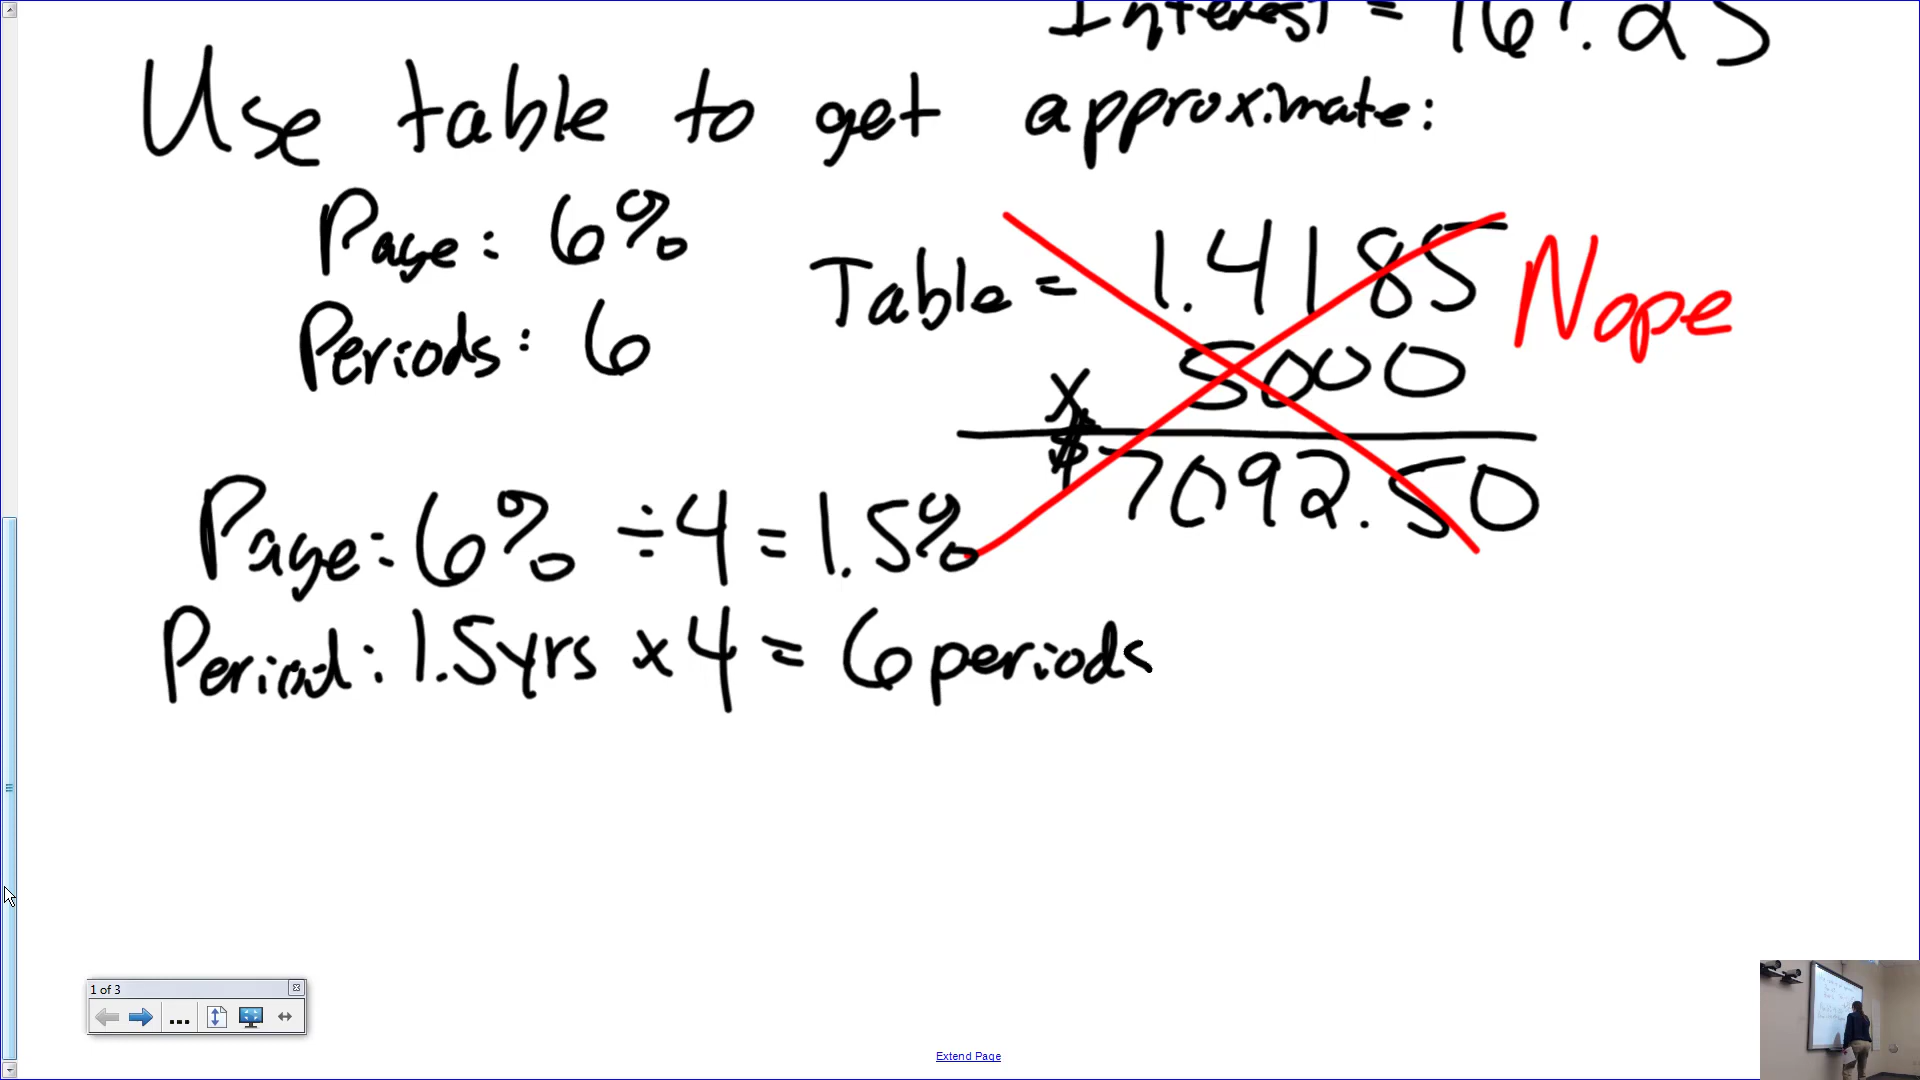 Interest = 167.23
Use table to get approximate:
Page: 6%
Periods: 6
Table = 1.4185
x 5000
$ 7092.50
Nope
Page: 6% ÷ 4 = 1.5%
Period: 1.5yrs x 4 = 6 periods
1 of 3
...
Extend Page